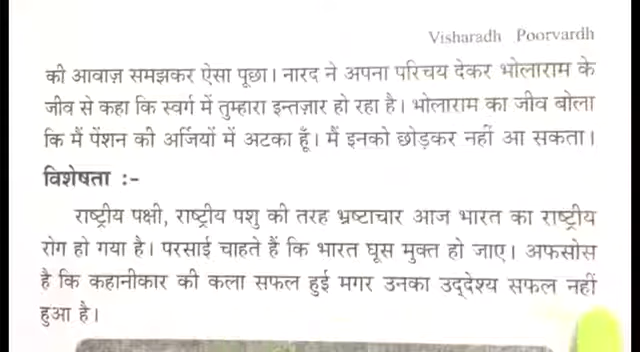 Visharadh Poorvardh
की आवाज़ समझकर ऐसा पूछा। नारद ने अपना परिचय देकर भोलाराम के
जीव से कहा कि स्वर्ग में तुम्हारा इन्तज़ार हो रहा है। भोलाराम का जीव बोला
कि मैं पेंशन की अर्जियों में अटका हूँ। मैं इनको छोड़कर नहीं आ सकता।
विशेषता :-
राष्ट्रीय पक्षी, राष्ट्रीय पशु की तरह भ्रष्टाचार आज भारत का राष्ट्रीय
रोग हो गया है। परसाई चाहते हैं कि भारत घूस मुक्त हो जाए। अफसोस
है कि कहानीकार की कला सफल हुई मगर उनका उद्देश्य सफल नहीं
हुआ है।